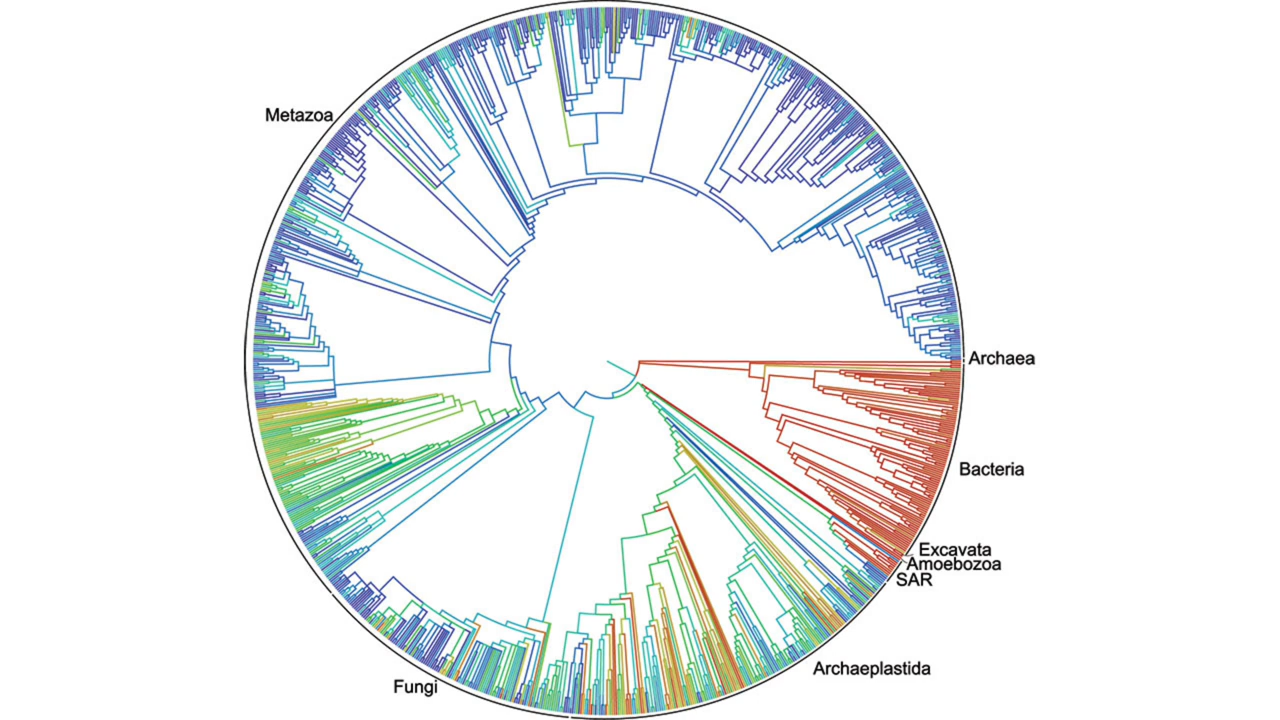 Metazoa
Archaea
Bacteria
Excavata
Amoebozoa
SAR
Archaeplastida
Fungi